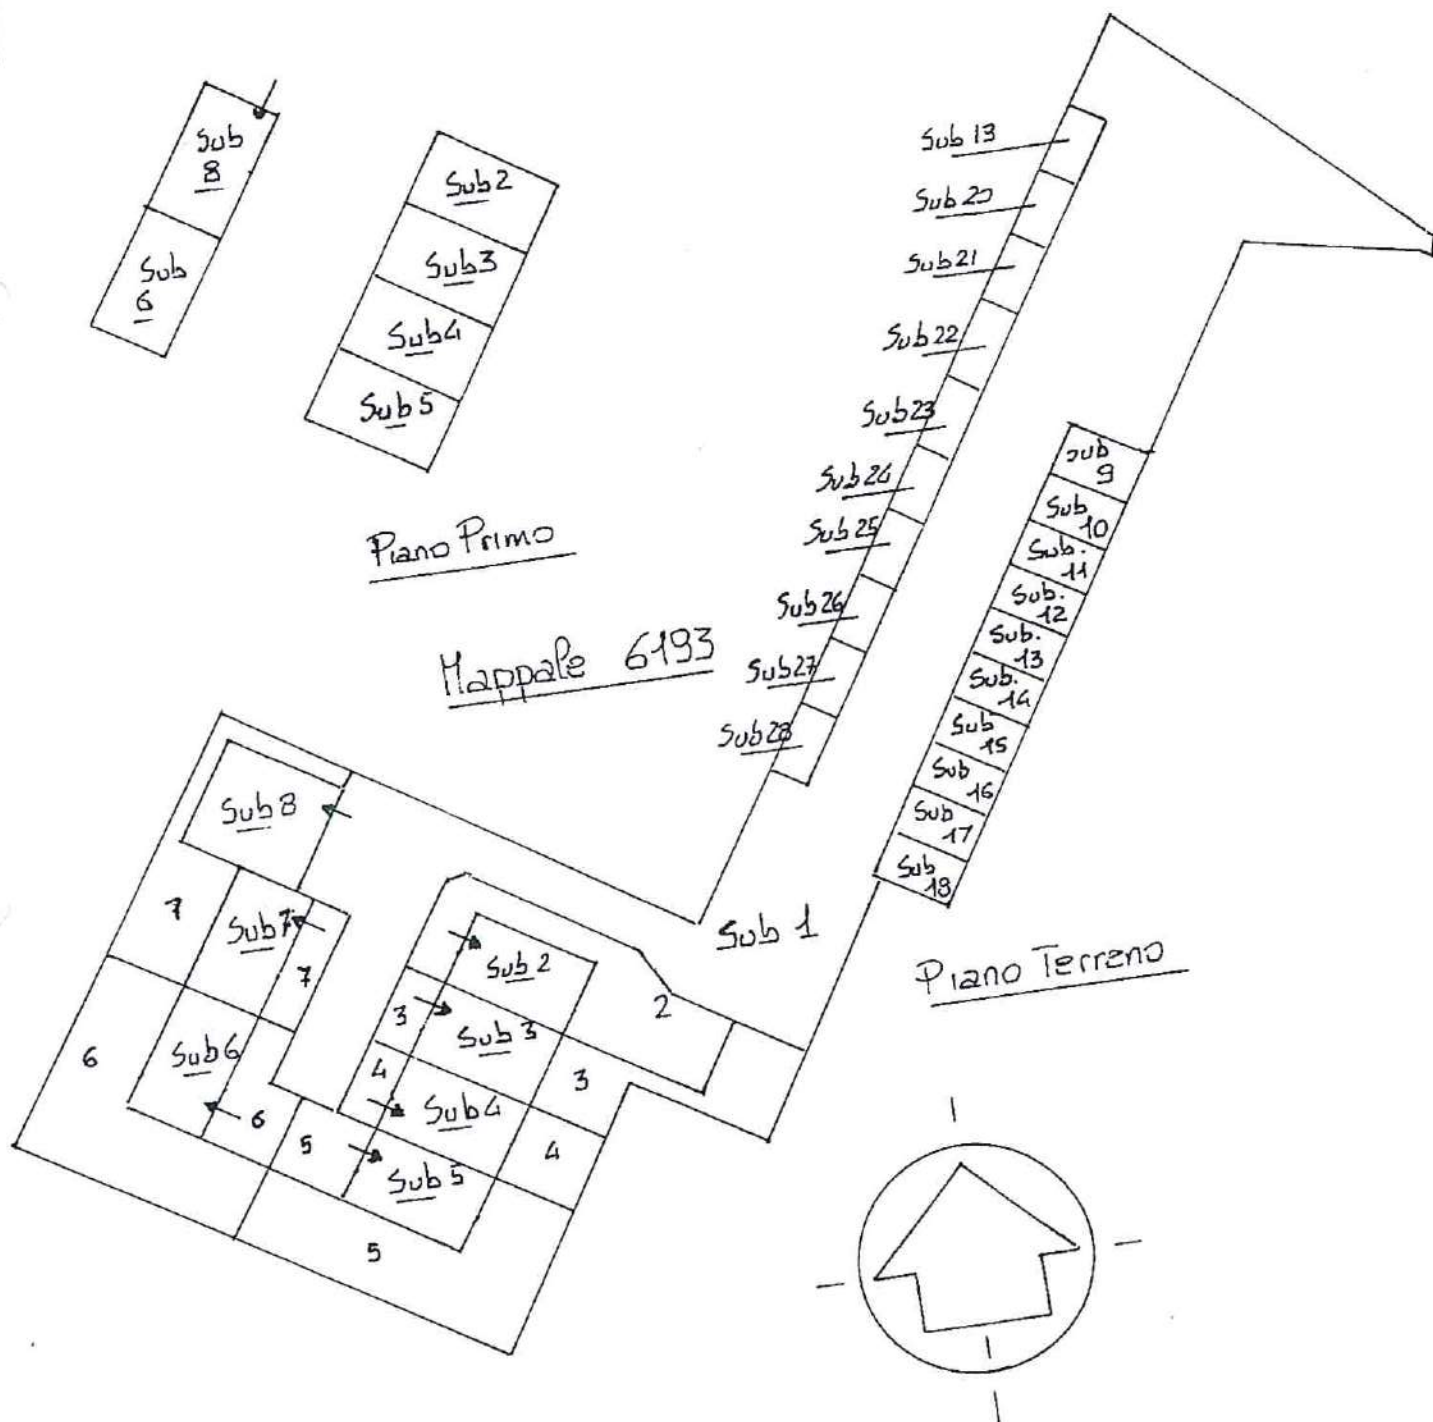 Sub
8
Sub
6
Sub 2
Sub 3
Sub 4
Sub 5
Piano Primo
Mappale 6193
Sub 19
Sub 20
Sub 21
Sub 22
Sub 23
Sub 24
Sub 25
Sub 26
Sub 27
Sub 28
Sub
9
Sub
10
Sub.
11
Sub.
12
Sub.
13
Sub.
14
Sub
15
Sub
16
Sub
17
Sub
18
Sub 1
Piano Terreno
Sub 8
7
Sub 7
7
6
Sub 6
6
Sub 2
2
3
Sub 3
3
4
Sub 4
4
5
Sub 5
5